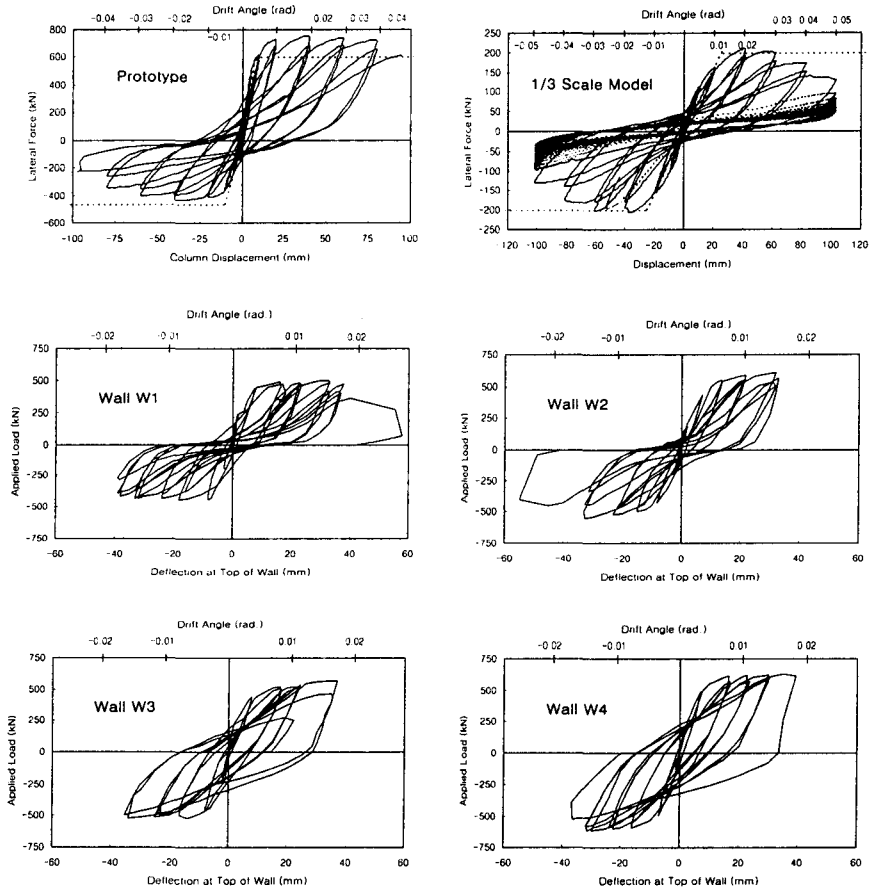 Drift Angle (rad)
-0.04 -0.03 -0.02 -0.01 0.02 0.03 0.04
800
600
400
200
0
-200
-400
600
Lateral Force (kN)
Prototype
-100 -75 -50 -25 0 25 50 75 100
Column Displacement (mm)
Drift Angle (rad)
-0.05 -0.04 -0.03 -0.02 -0.01 0.01 0.02 0.03 0.04 0.05
250
200
150
100
50
0
-50
-100
150
-200
250
Lateral Force (kN)
1/3 Scale Model
-120 -100 -80 -60 -40 -20 0 20 40 60 80 100 120
Displacement (mm)
Drift Angle (rad.)
-0.02 -0.01 0.01 0.02
750
500
250
0
-250
-500
-750
Applied Load (kN)
Wall W1
-60 -40 -20 0 20 40 60
Deflection at Top of Wall (mm)
Drift Angle (rad.)
-0.02 -0.01 0.01 0.02
750
500
250
0
-250
-500
-750
Applied Load (kN)
Wall W2
-60 -40 -20 0 20 40 60
Deflection at Top of Wall (mm)
Drift Angle (rad.)
-0.02 -0.01 0.01 0.02
750
500
250
0
-250
-500
-750
Applied Load (kN)
Wall W3
-60 -40 -20 0 20 40 60
Deflection at Top of Wall (mm)
Drift Angle (rad.)
-0.02 -0.01 0.01 0.02
750
500
250
0
-250
-500
-750
Applied Load (kN)
Wall W4
-60 -40 -20 0 20 40 60
Deflection at Top of Wall (mm)